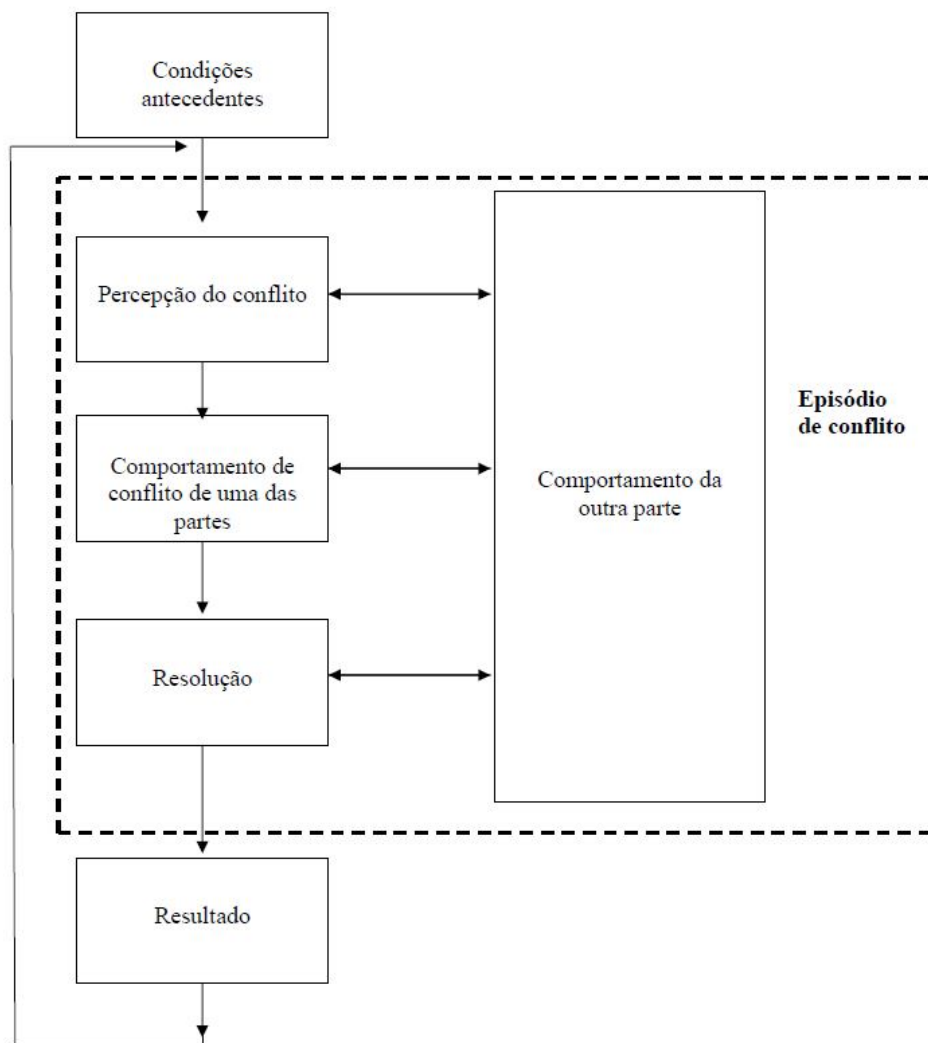 Condições
antecedentes
Percepção do conflito
Episódio
de conflito
Comportamento de
conflito de uma das
partes
Comportamento da
outra parte
Resolução
Resultado